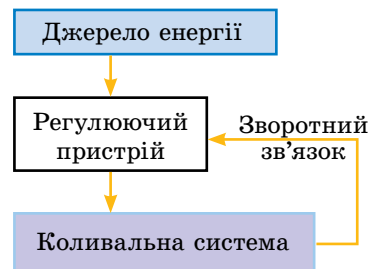 Джерело енергії
Регулюючий
пристрій
Зворотний
зв’язок
Коливальна система